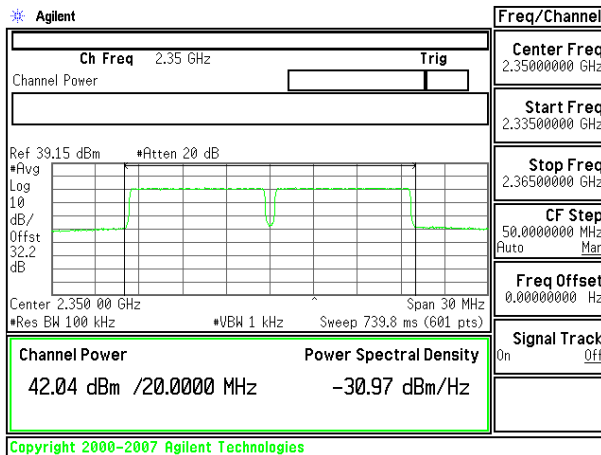 Agilent
Freq/Channel
Ch Freq 2.35 GHz Trig
Channel Power
Center Freq
2.35000000 GHz
Start Freq
2.33500000 GHz
Stop Freq
2.36500000 GHz
CF Step
50.0000000 MHz
Auto Man
Freq Offset
0.00000000 Hz
Signal Track
On Off
Ref 39.15 dBm #Atten 20 dB
#Avg
Log
10
dB/
Offst
32.2
dB
Center 2.350 00 GHz Span 30 MHz
#Res BW 100 kHz #VBW 1 kHz Sweep 739.8 ms (601 pts)
Channel Power Power Spectral Density
42.04 dBm /20.0000 MHz -30.97 dBm/Hz
Copyright 2000-2007 Agilent Technologies